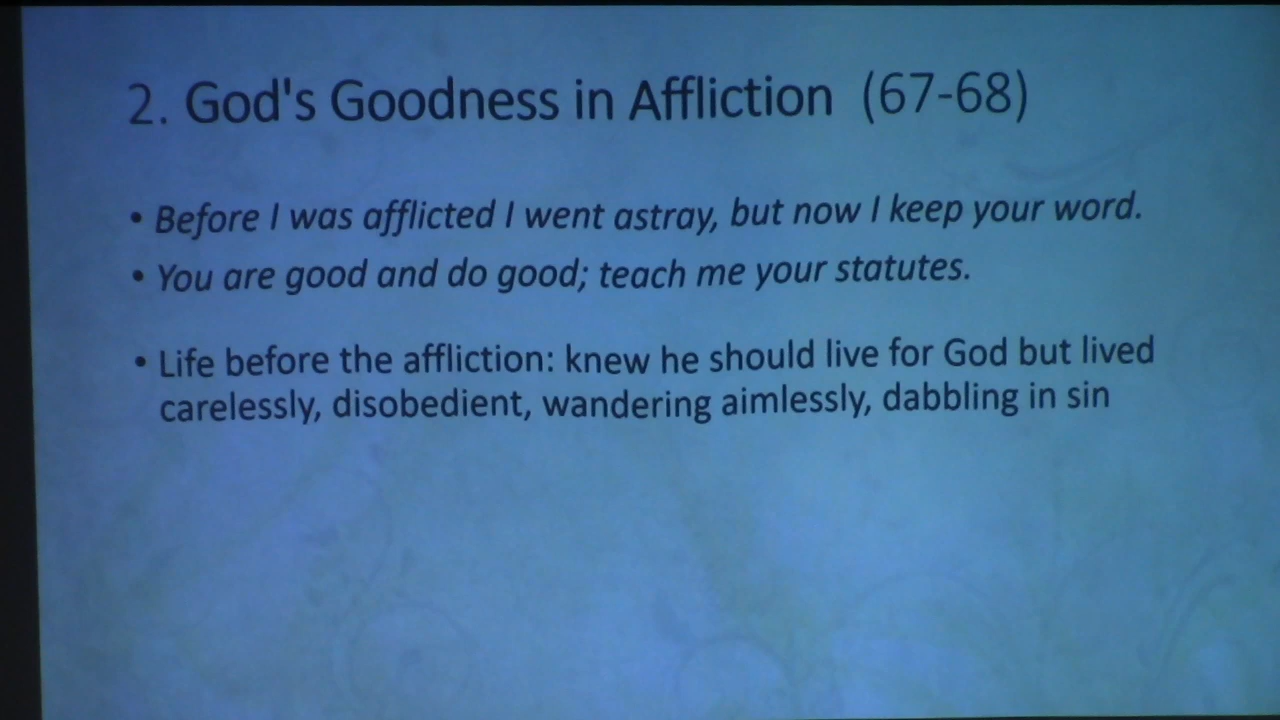 2. God's Goodness in Affliction (67-68)
• Before I was afflicted I went astray, but now I keep your word.
• You are good and do good; teach me your statutes.
• Life before the affliction: knew he should live for God but lived
carelessly, disobedient, wandering aimlessly, dabbling in sin